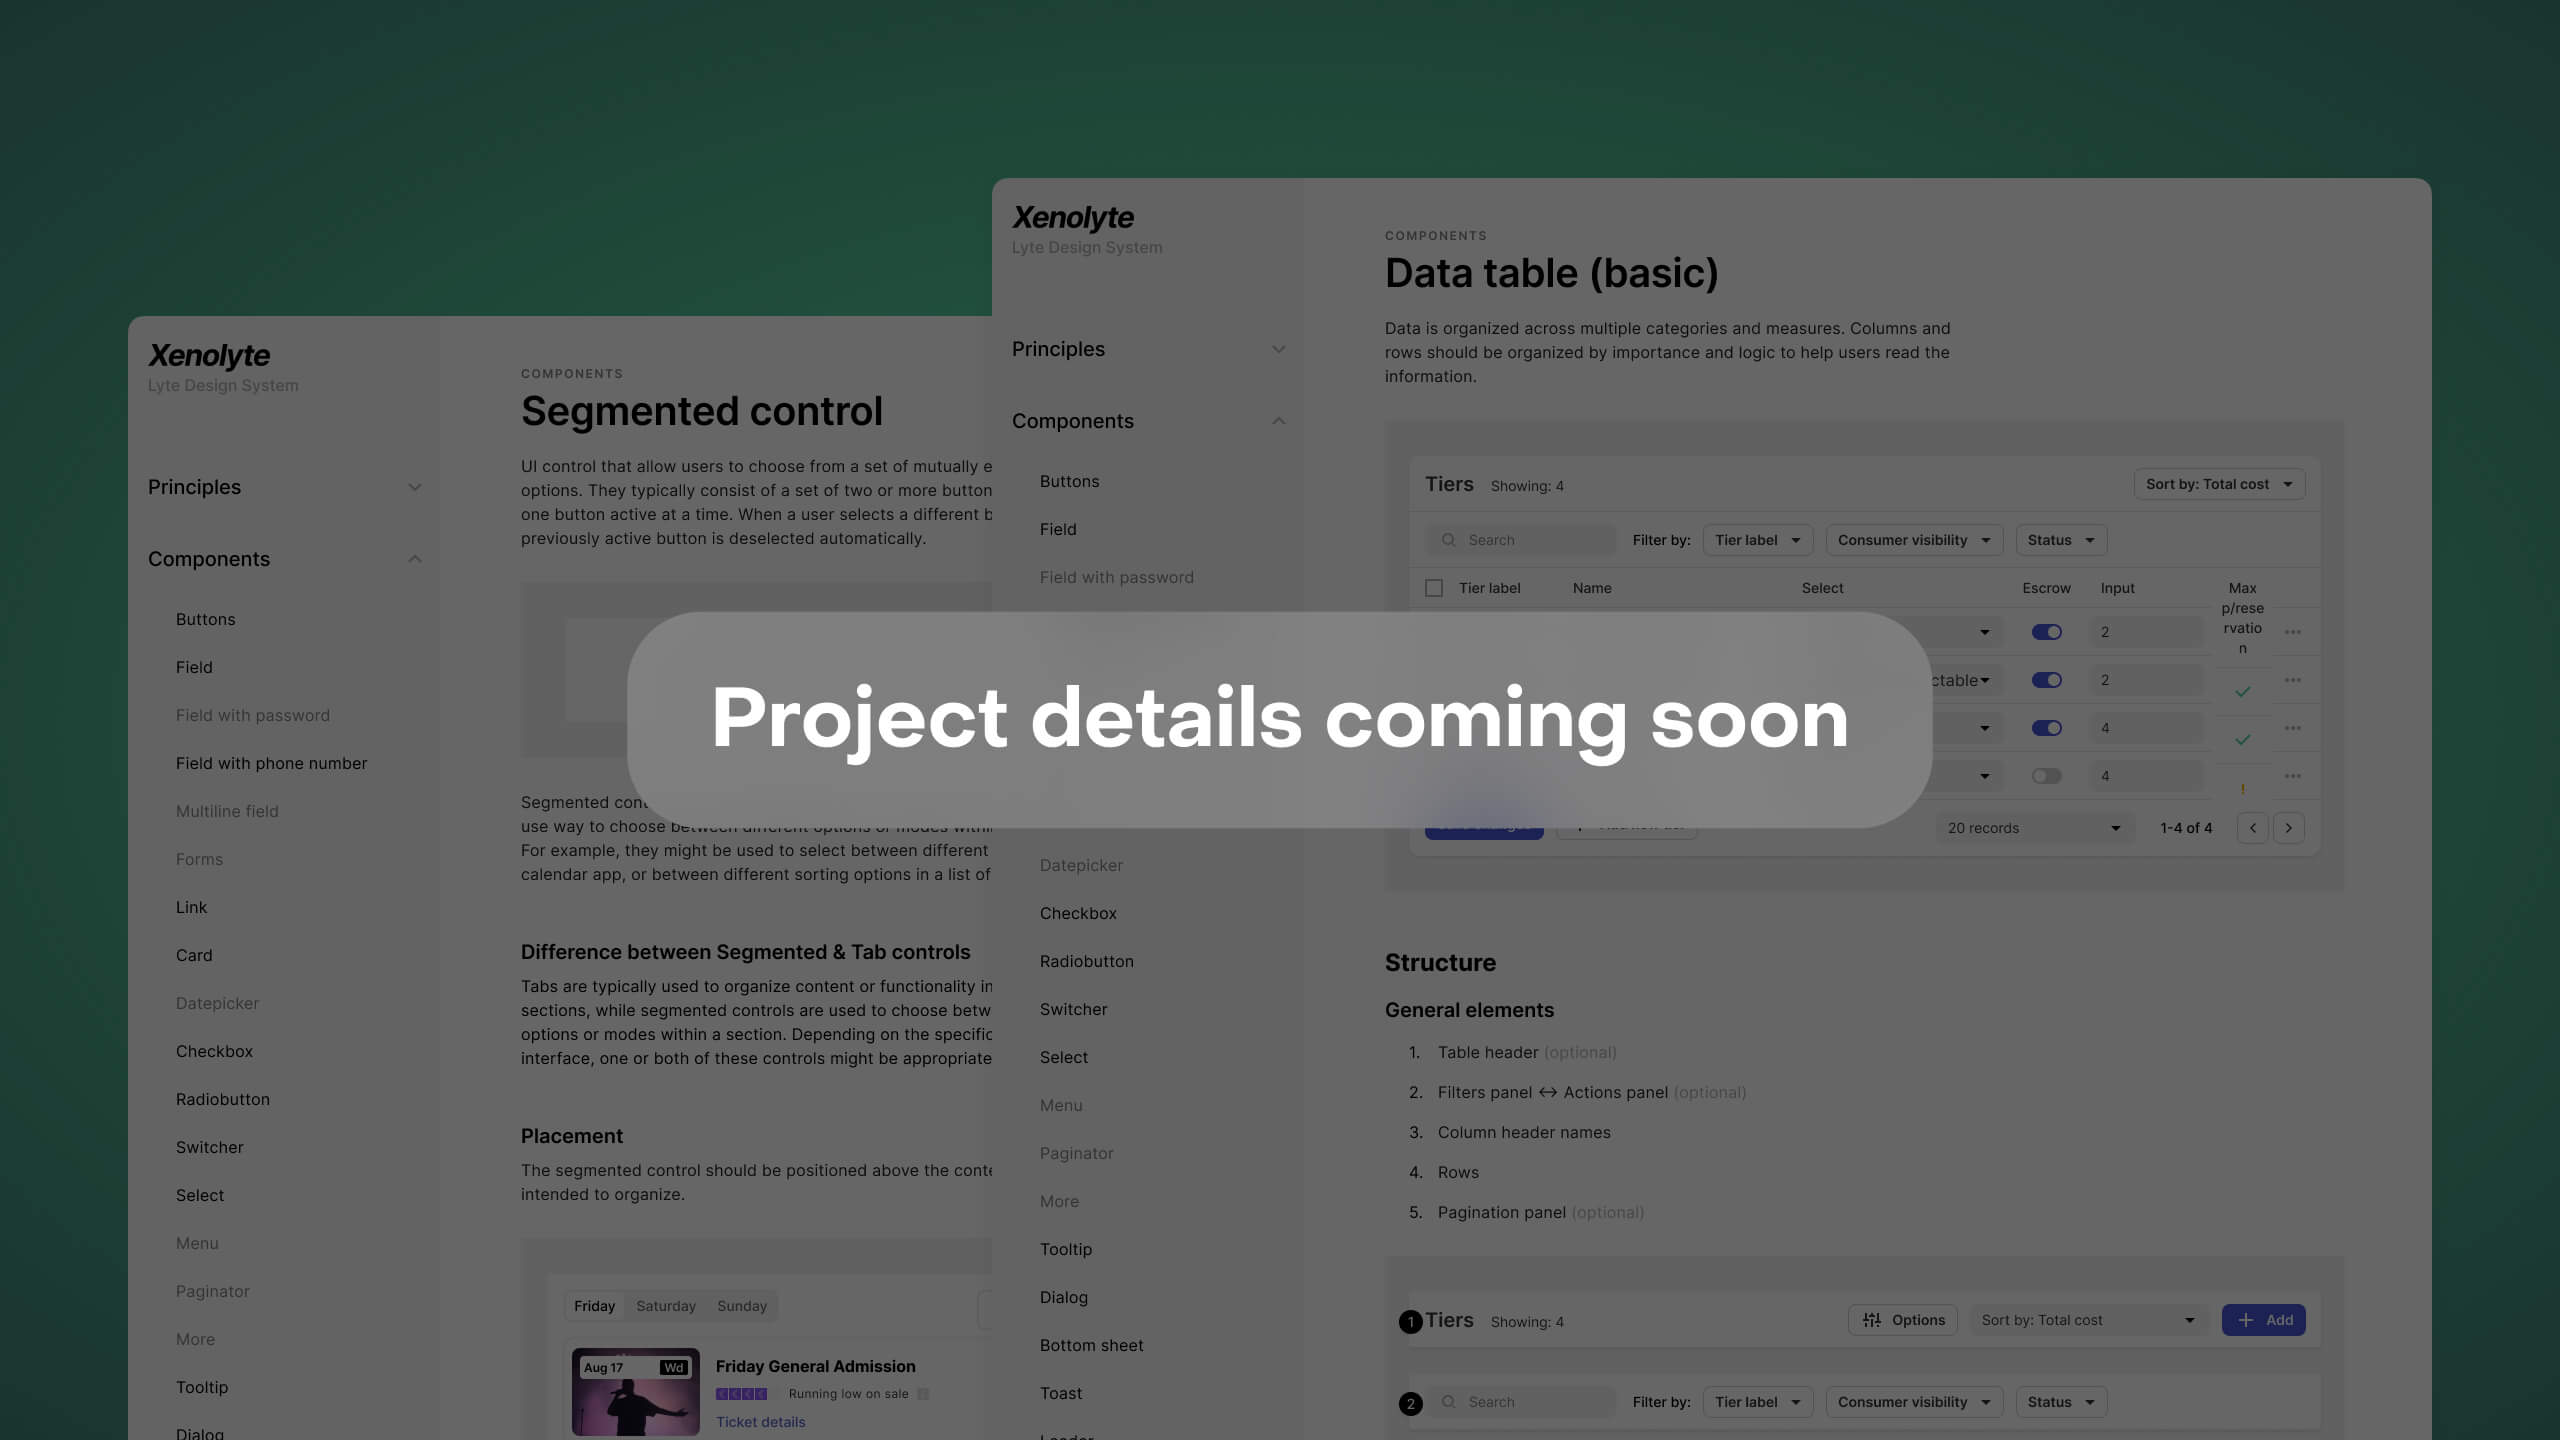 Xenolyte
Lyte Design System
Principles
Components
Buttons
Field
Field with password
Field with phone number
Multiline field
Forms
Link
Card
Datepicker
Checkbox
Radiobutton
Switcher
Select
Menu
Paginator
More
Tooltip
Dialog
COMPONENTS
Segmented control
UI control that allow users to choose from a set of mutually e
options. They typically consist of a set of two or more button
one button active at a time. When a user selects a different b
previously active button is deselected automatically.
Segmented cont
use way to choose between different options or modes within
For example, they might be used to select between different
calendar app, or between different sorting options in a list of
Difference between Segmented & Tab controls
Tabs are typically used to organize content or functionality in
sections, while segmented controls are used to choose betw
options or modes within a section. Depending on the specific
interface, one or both of these controls might be appropriate
Placement
The segmented control should be positioned above the conte
intended to organize.
Friday Saturday Sunday
Aug 17 Wd
Friday General Admission
Running low on sale
Ticket details
Xenolyte
Lyte Design System
Principles
Components
Buttons
Field
Field with password
Datepicker
Checkbox
Radiobutton
Switcher
Select
Menu
Paginator
More
Tooltip
Dialog
Bottom sheet
Toast
COMPONENTS
Data table (basic)
Data is organized across multiple categories and measures. Columns and
rows should be organized by importance and logic to help users read the
information.
Tiers Showing: 4 Sort by: Total cost
Search Filter by: Tier label Consumer visibility Status
Tier label Name Select Escrow Input Max
p/rese
rvatio
n
2
ctable 2
4
4
20 records 1-4 of 4
Project details coming soon
Structure
General elements
1. Table header (optional)
2. Filters panel ↔ Actions panel (optional)
3. Column header names
4. Rows
5. Pagination panel (optional)
1 Tiers Showing: 4 Options Sort by: Total cost + Add
2 Search Filter by: Tier label Consumer visibility Status